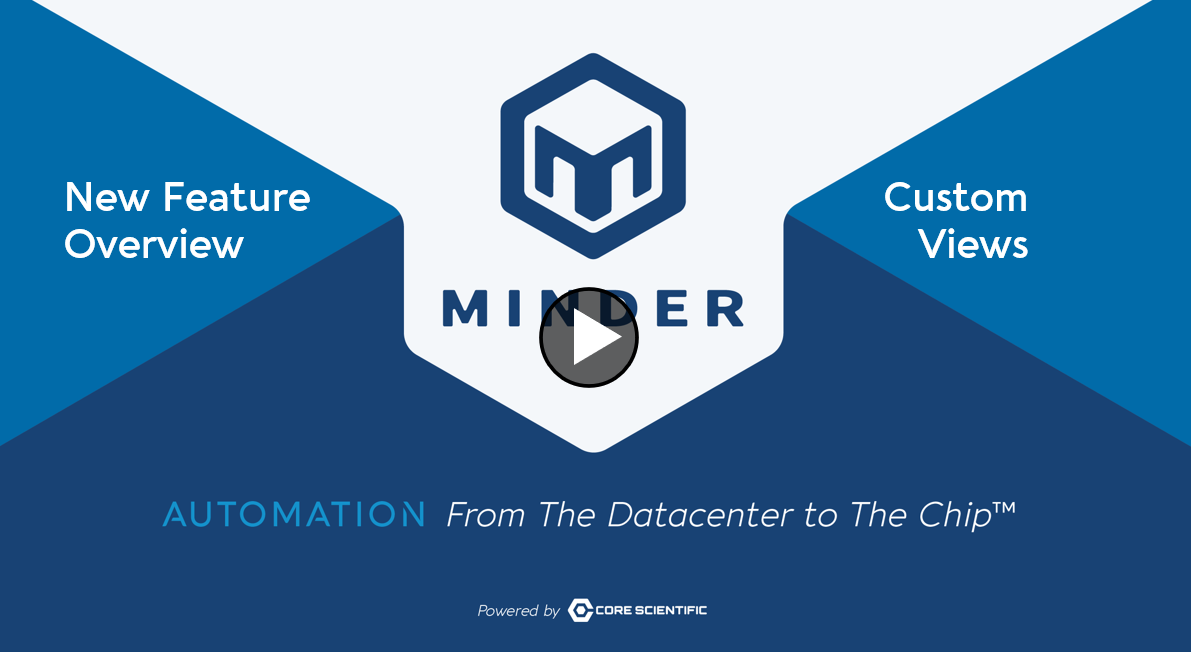 New Feature
Overview
Custom
Views
MINDER
AUTOMATION From The Datacenter to The Chip™
Powered by CORE SCIENTIFIC